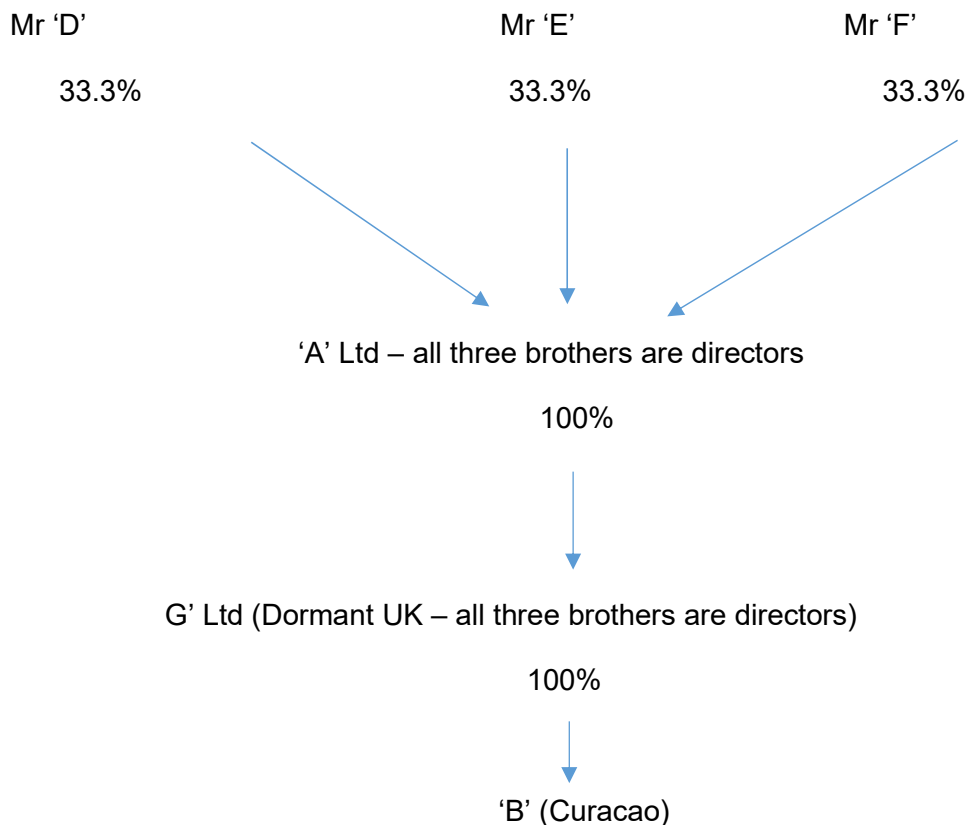 Mr ‘D’ Mr ‘E’ Mr ‘F’
33.3% 33.3% 33.3%
‘A’ Ltd – all three brothers are directors
100%
G’ Ltd (Dormant UK – all three brothers are directors)
100%
‘B’ (Curacao)